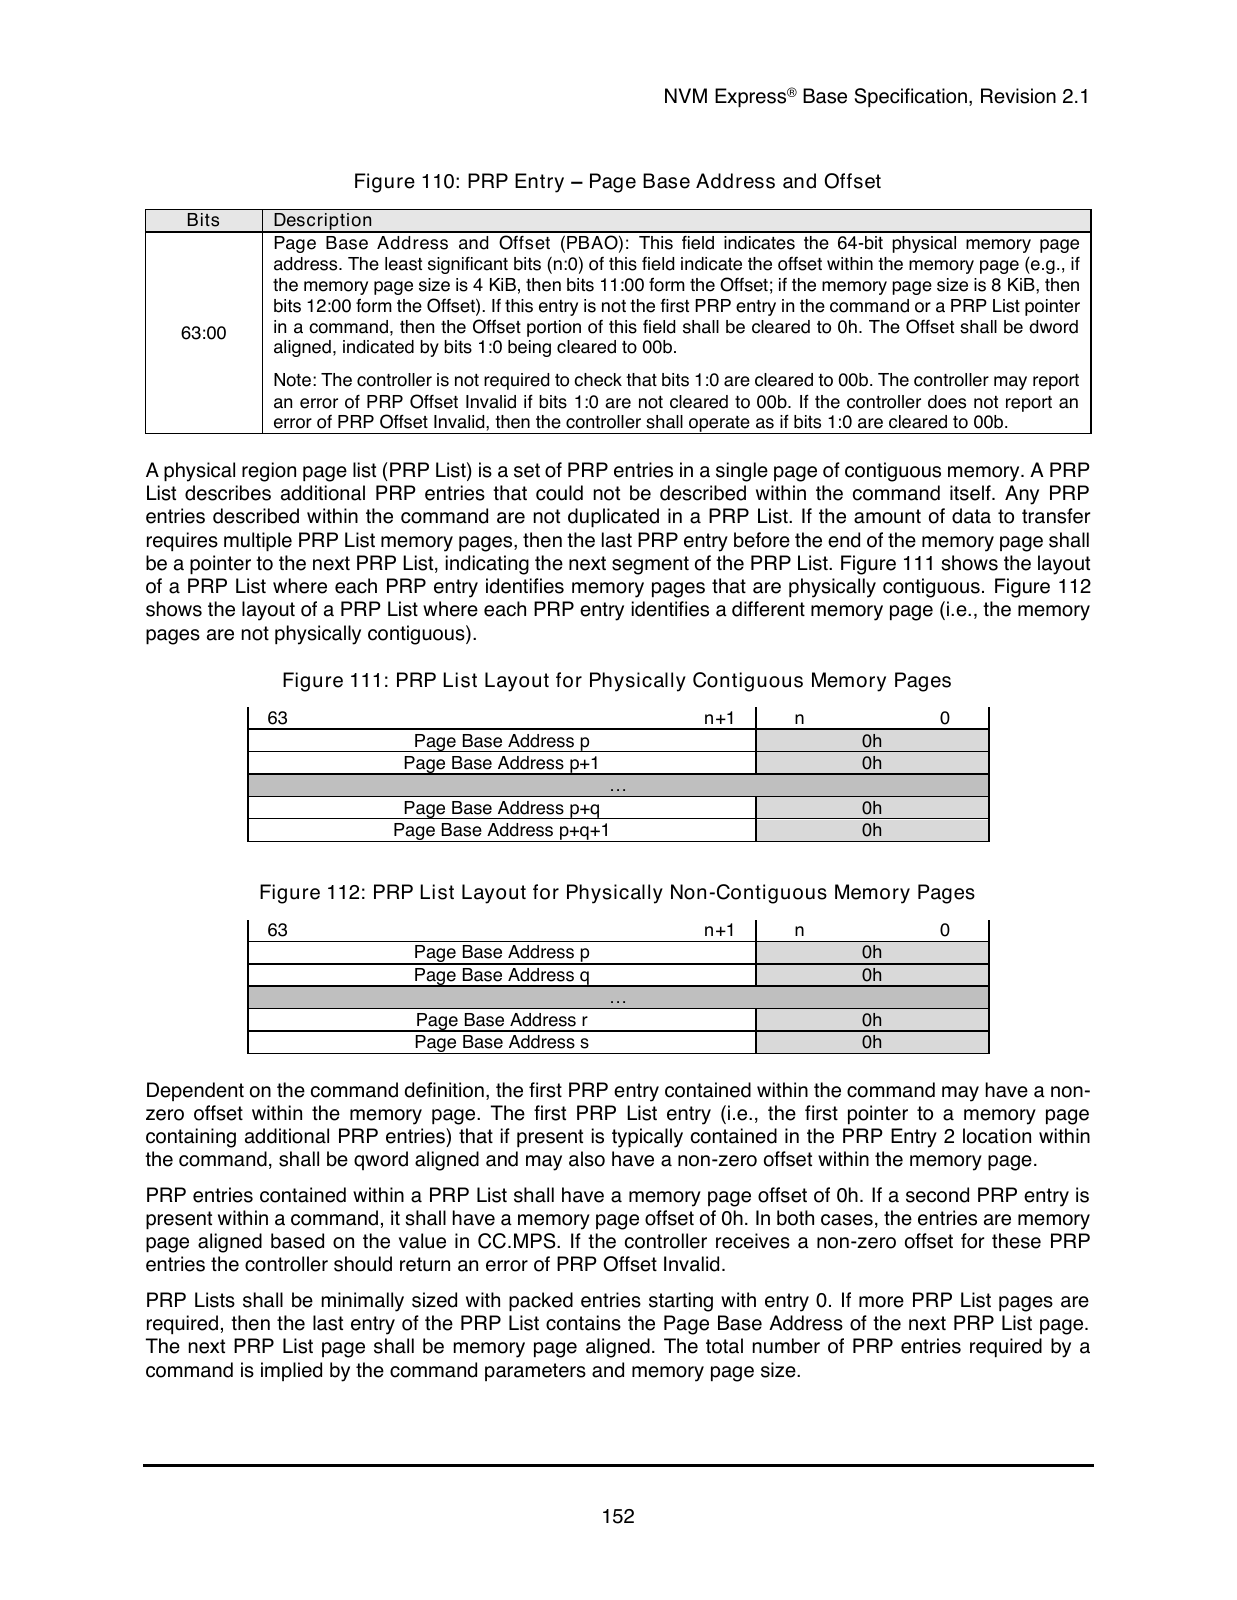 NVM Express® Base Specification, Revision 2.1
Figure 110: PRP Entry – Page Base Address and Offset
Bits Description
63:00
Page Base Address and Offset (PBAO): This field indicates the 64-bit physical memory page
address. The least significant bits (n:0) of this field indicate the offset within the memory page (e.g., if
the memory page size is 4 KiB, then bits 11:00 form the Offset; if the memory page size is 8 KiB, then
bits 12:00 form the Offset). If this entry is not the first PRP entry in the command or a PRP List pointer
in a command, then the Offset portion of this field shall be cleared to 0h. The Offset shall be dword
aligned, indicated by bits 1:0 being cleared to 00b.
Note: The controller is not required to check that bits 1:0 are cleared to 00b. The controller may report
an error of PRP Offset Invalid if bits 1:0 are not cleared to 00b. If the controller does not report an
error of PRP Offset Invalid, then the controller shall operate as if bits 1:0 are cleared to 00b.
A physical region page list (PRP List) is a set of PRP entries in a single page of contiguous memory. A PRP
List describes additional PRP entries that could not be described within the command itself. Any PRP
entries described within the command are not duplicated in a PRP List. If the amount of data to transfer
requires multiple PRP List memory pages, then the last PRP entry before the end of the memory page shall
be a pointer to the next PRP List, indicating the next segment of the PRP List. Figure 111 shows the layout
of a PRP List where each PRP entry identifies memory pages that are physically contiguous. Figure 112
shows the layout of a PRP List where each PRP entry identifies a different memory page (i.e., the memory
pages are not physically contiguous).
Figure 111: PRP List Layout for Physically Contiguous Memory Pages
63 n+1 n 0
Page Base Address p 0h
Page Base Address p+1 0h
…
Page Base Address p+q 0h
Page Base Address p+q+1 0h
Figure 112: PRP List Layout for Physically Non-Contiguous Memory Pages
63 n+1 n 0
Page Base Address p 0h
Page Base Address q 0h
…
Page Base Address r 0h
Page Base Address s 0h
Dependent on the command definition, the first PRP entry contained within the command may have a non-
zero offset within the memory page. The first PRP List entry (i.e., the first pointer to a memory page
containing additional PRP entries) that if present is typically contained in the PRP Entry 2 location within
the command, shall be qword aligned and may also have a non-zero offset within the memory page.
PRP entries contained within a PRP List shall have a memory page offset of 0h. If a second PRP entry is
present within a command, it shall have a memory page offset of 0h. In both cases, the entries are memory
page aligned based on the value in CC.MPS. If the controller receives a non-zero offset for these PRP
entries the controller should return an error of PRP Offset Invalid.
PRP Lists shall be minimally sized with packed entries starting with entry 0. If more PRP List pages are
required, then the last entry of the PRP List contains the Page Base Address of the next PRP List page.
The next PRP List page shall be memory page aligned. The total number of PRP entries required by a
command is implied by the command parameters and memory page size.
152